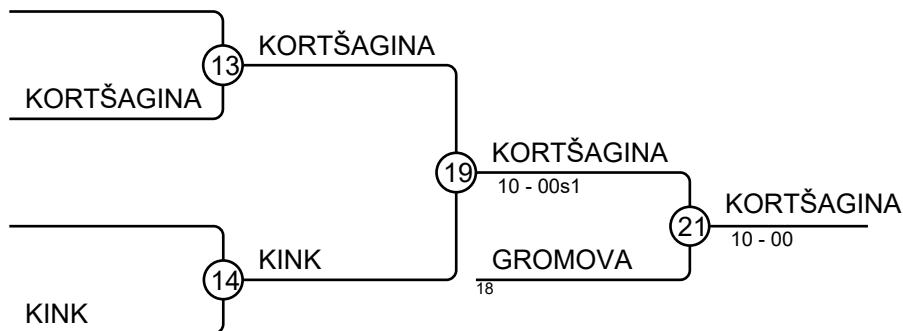 KORTŠAGINA
13
KORTŠAGINA
KORTŠAGINA
19
10 - 00s1
KORTŠAGINA
21
10 - 00
KINK
14
GROMOVA
18
KINK